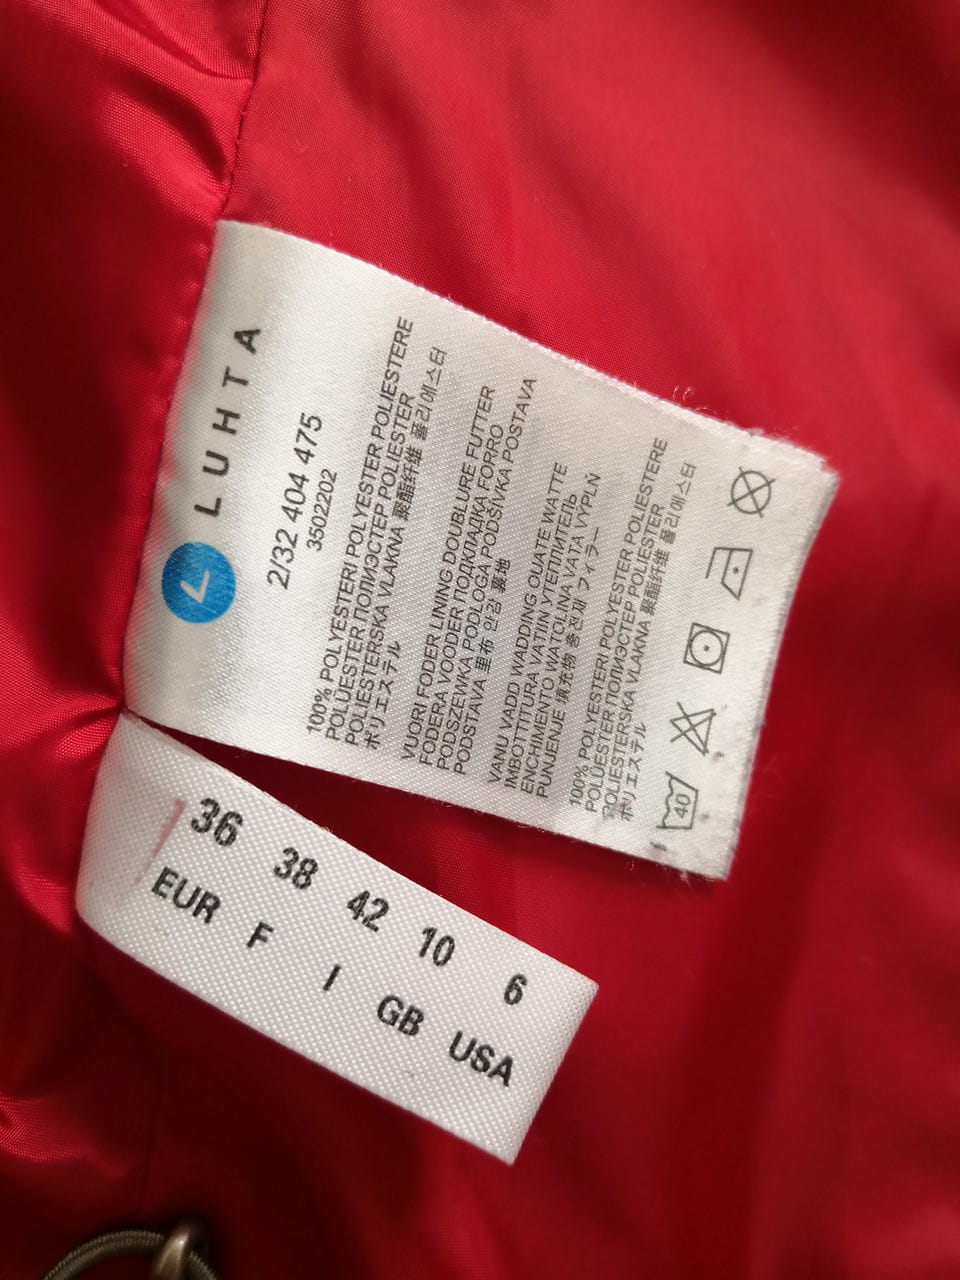 LUHTA
2/32 404 475
3502202
100% POLYESTERI POLYESTER POLIESTERE
POLÜESTER ПОЛИЭСТЕР POLIESTER
POLIESTERSKA VLAKNA 聚酯纤维 폴리에스터
ポリエステル
VUORI FODER LINING DOUBLURE FUTTER
FODERA VOODER ПОДКЛАДКА FORRO
PODSZEWKA PODLOGA PODŠÍVKA POSTAVA
PODSTAVA 里布 안감 裏地
VANU VADD WADDING OUATE WATTE
IMBOTTITURA VATIIN УТЕПЛИТЕЛЬ
ENCHIMENTO WATOLINA VATA VÝPLŇ
PUNJENJE 填充物 충전재 フィラー
100% POLYESTERI POLYESTER POLIESTERE
POLÜESTER ПОЛИЭСТЕР POLIESTER
POLIESTERSKA VLAKNA 聚酯纤维 폴리에스터
ポリエステル
40
36 38 42 10 6
EUR F I GB USA